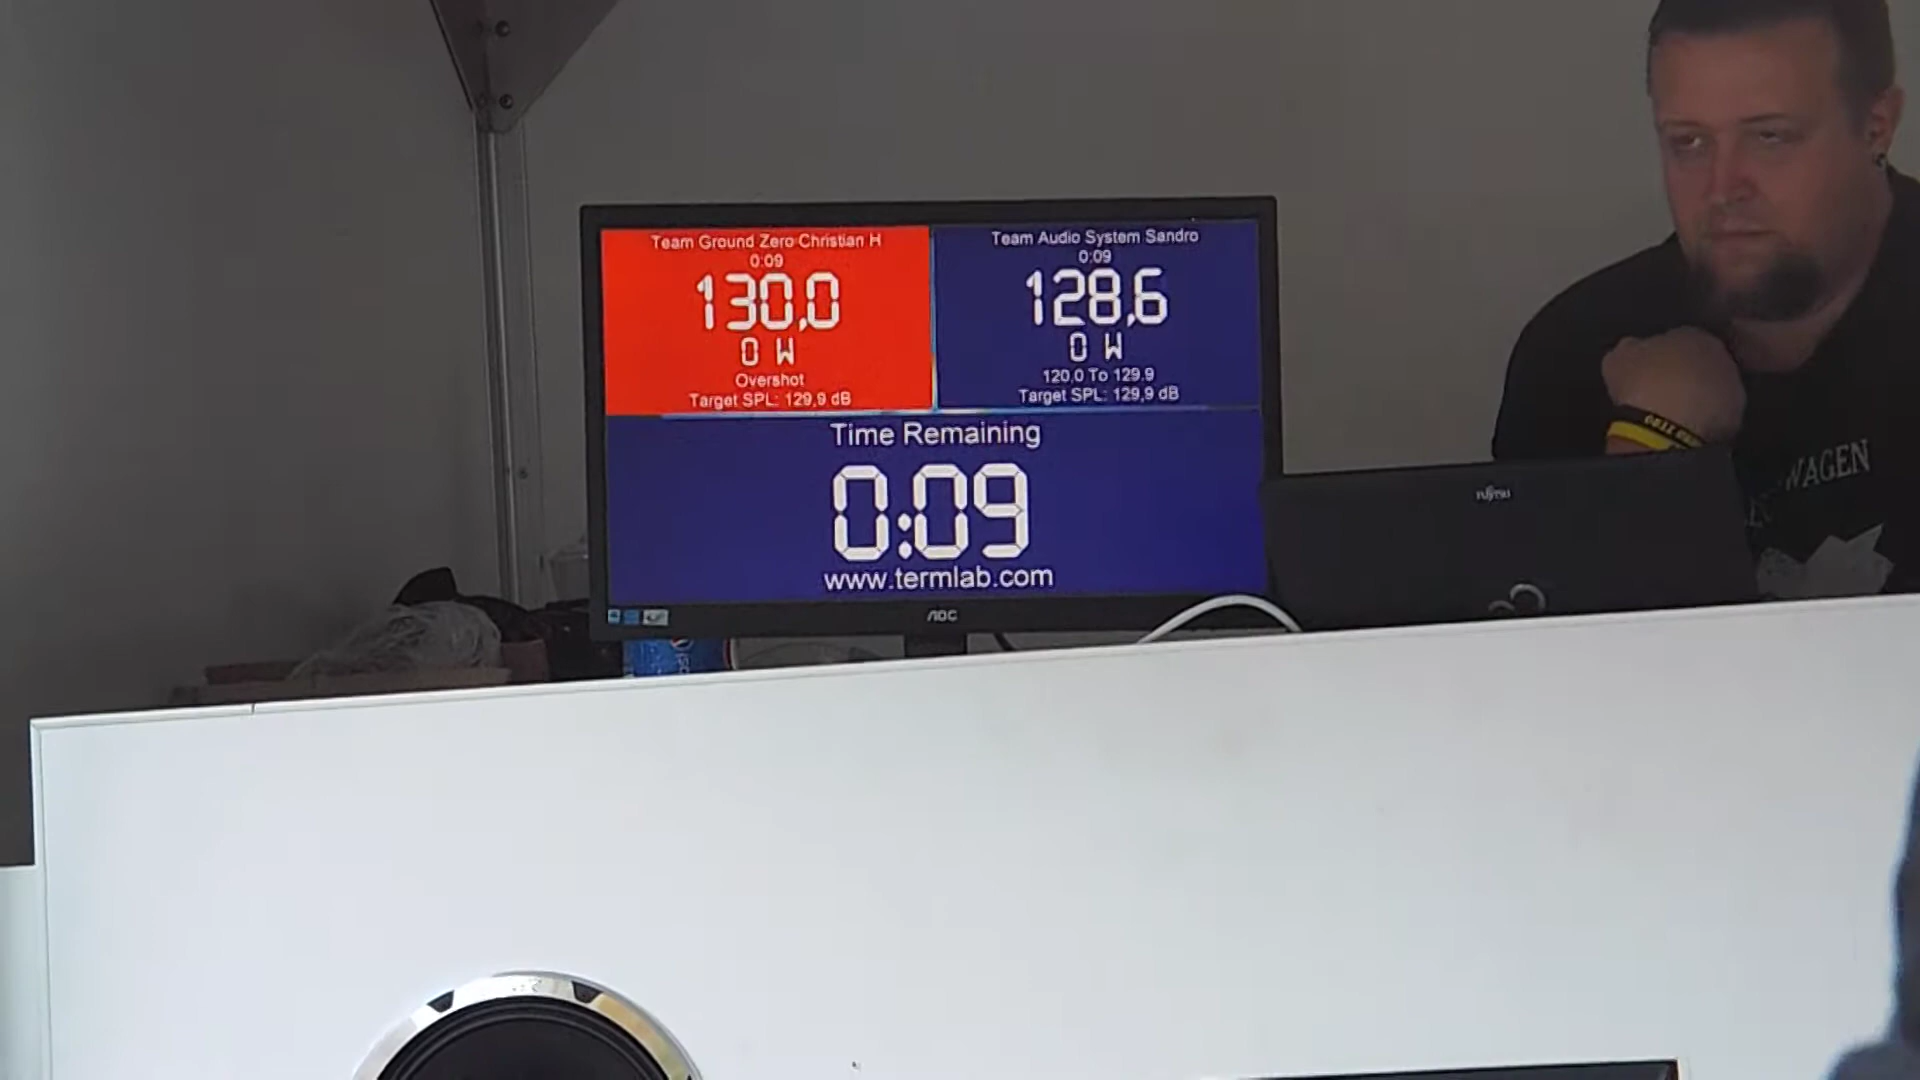 Team Ground Zero Christian H
0:09
130,0
0 W
Overshot
Target SPL: 129,9 dB
Team Audio System Sandro
0:09
128,6
0 W
120,0 To 129.9
Target SPL: 129,9 dB
Time Remaining
0:09
www.termlab.com
AOC
FUJITSU
WAGEN